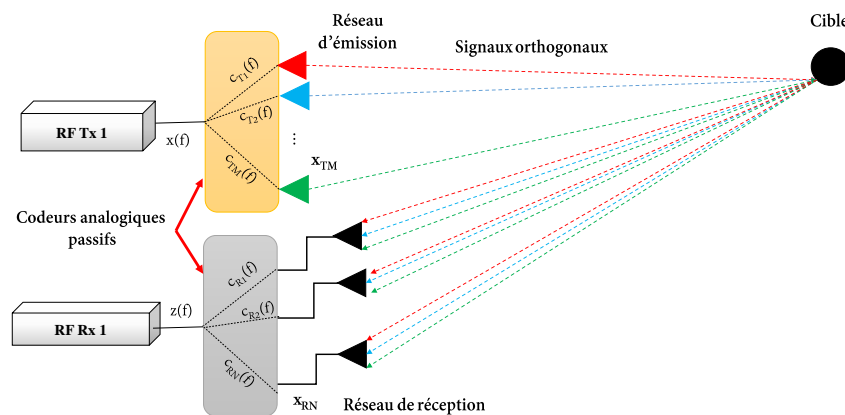 Réseau
d'émission
Cible
Signaux orthogonaux
c_T1(f)
RF Tx 1
x(f)
c_T2(f)
...
c_TM(f)
x_TM
Codeurs analogiques
passifs
c_R1(f)
RF Rx 1
z(f)
c_R2(f)
c_RN(f)
x_RN
Réseau de réception